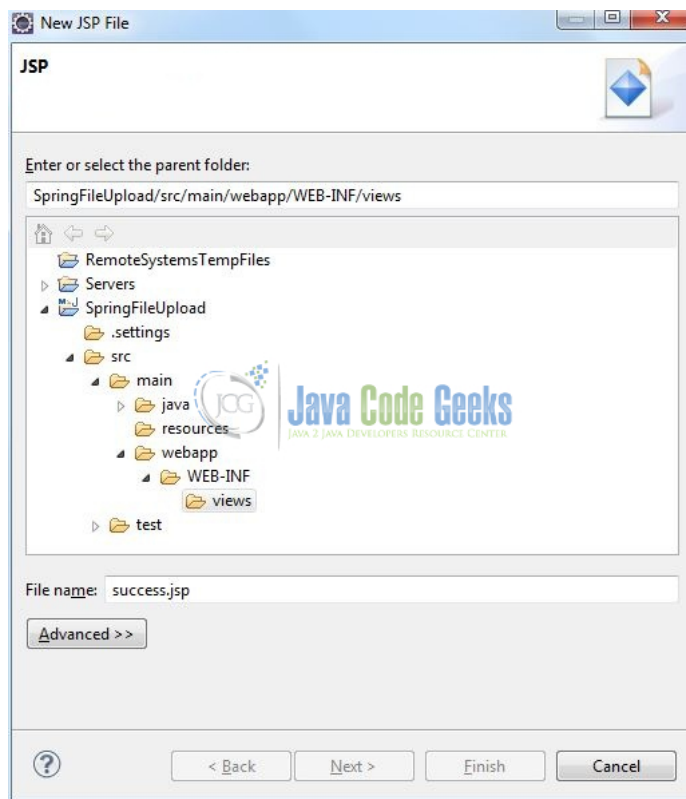 New JSP File
JSP
Enter or select the parent folder:
SpringFileUpload/src/main/webapp/WEB-INF/views
RemoteSystemsTempFiles
Servers
SpringFileUpload
.settings
src
main
java
resources
webapp
WEB-INF
views
test
JCG
Java Code Geeks
JAVA 2 JAVA DEVELOPERS RESOURCE CENTER
File name: success.jsp
Advanced >>
? < Back Next > Finish Cancel